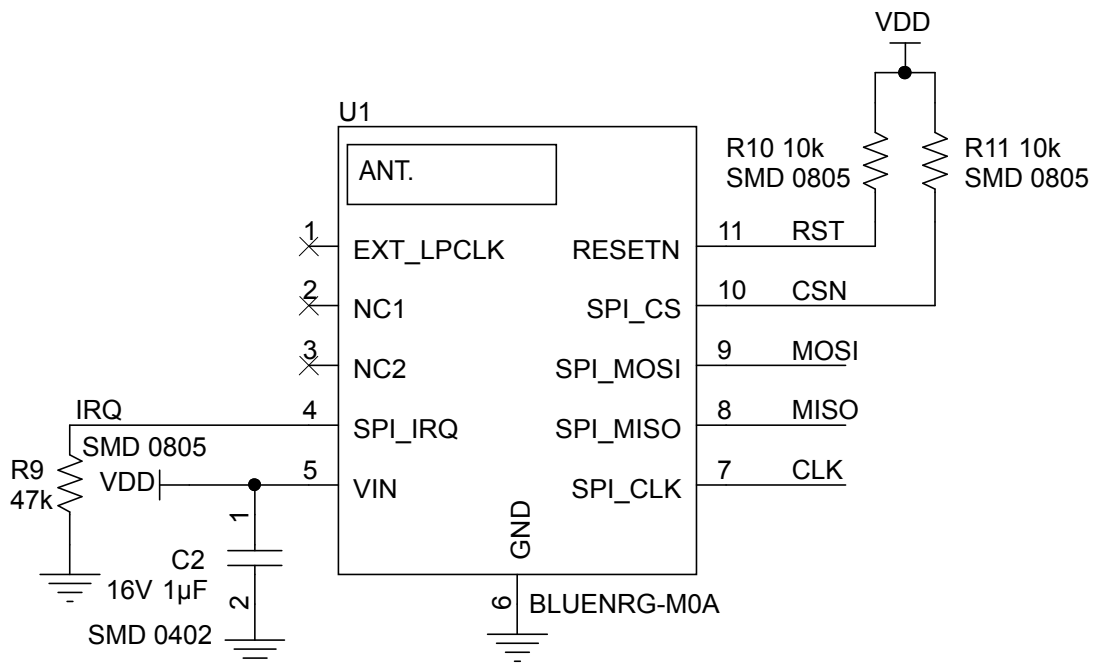 VDD
U1
R10 10k
SMD 0805
R11 10k
SMD 0805
ANT.
1
EXT_LPCLK
RESETN
11
RST
2
NC1
SPI_CS
10
CSN
3
NC2
SPI_MOSI
9
MOSI
IRQ
4
SPI_IRQ
SPI_MISO
8
MISO
SMD 0805
R9
47k
VDD
5
VIN
SPI_CLK
7
CLK
1
GND
C2
16V 1µF
2
SMD 0402
6
BLUENRG-M0A